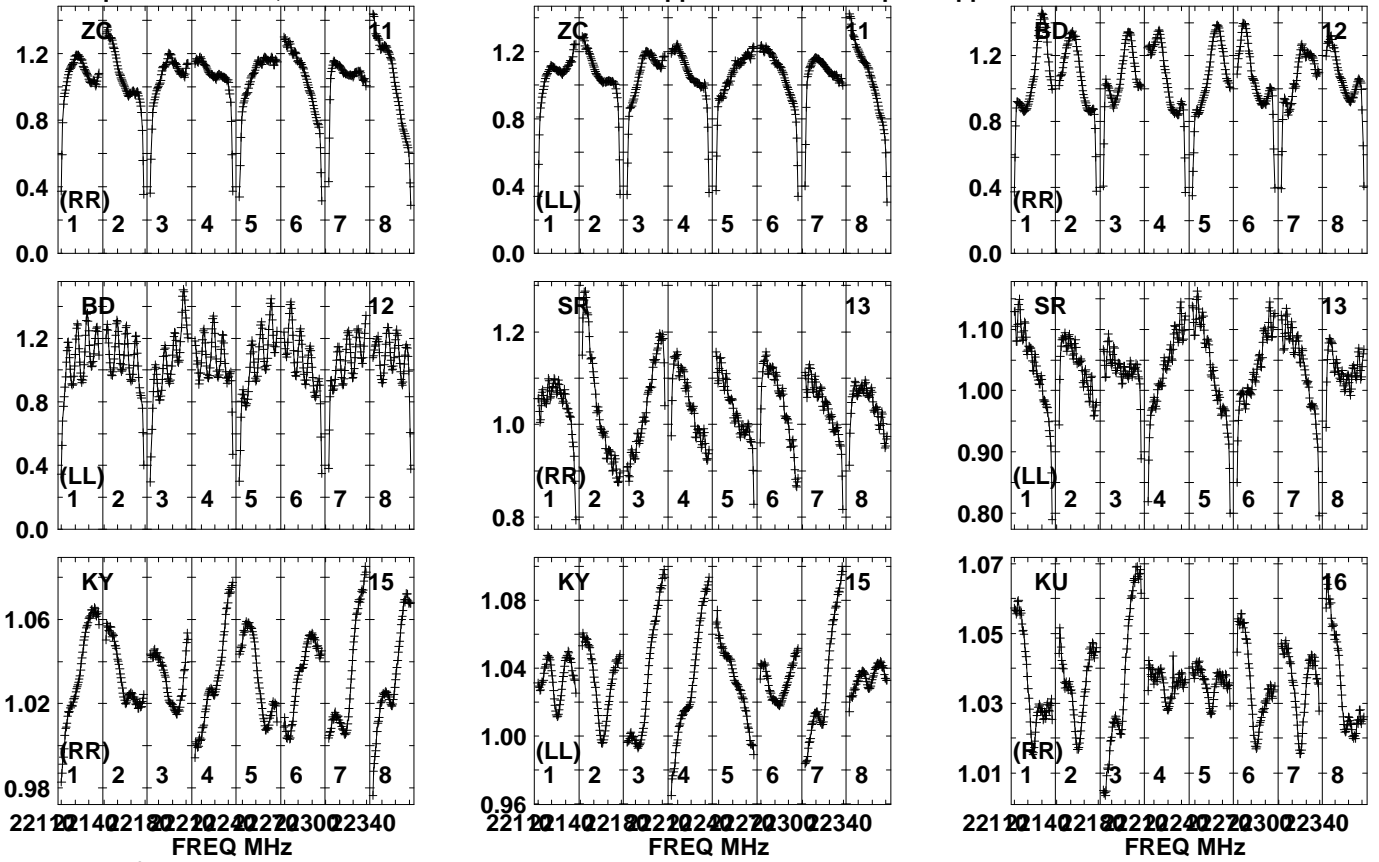 ZC 11
1.2
0.8
0.4
0.0
(RR)
1 2 3 4 5 6 7 8
ZC 11
1.2
0.8
0.4
0.0
(LL)
1 2 3 4 5 6 7 8
BD 12
1.2
0.8
0.4
0.0
(RR)
1 2 3 4 5 6 7 8
BD 12
1.2
0.8
0.4
0.0
(LL)
1 2 3 4 5 6 7 8
SR 13
1.2
1.0
0.8
(RR)
1 2 3 4 5 6 7 8
SR 13
1.10
1.00
0.90
0.80
(LL)
1 2 3 4 5 6 7 8
KY 15
1.06
1.02
0.98
(RR)
1 2 3 4 5 6 7 8
FREQ MHz
KY 15
1.08
1.04
1.00
0.96
(LL)
1 2 3 4 5 6 7 8
FREQ MHz
KU 16
1.07
1.05
1.03
1.01
(RR)
1 2 3 4 5 6 7 8
FREQ MHz